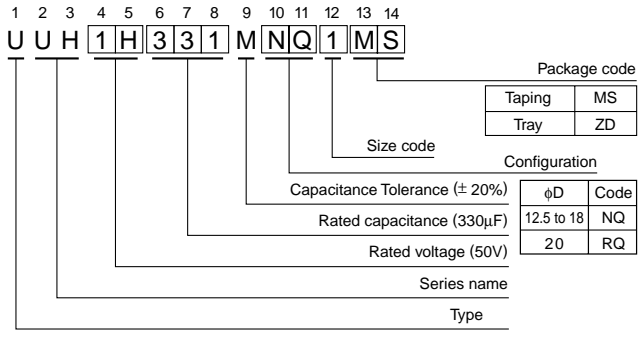 1 2 3 4 5 6 7 8 9 10 11 12 13 14
U U H 1 H 3 3 1 M N Q 1 M S
Package code
Taping MS
Tray ZD
Size code
Configuration
Capacitance Tolerance (± 20%)
φD Code
Rated capacitance (330μF)
12.5 to 18 NQ
20 RQ
Rated voltage (50V)
Series name
Type